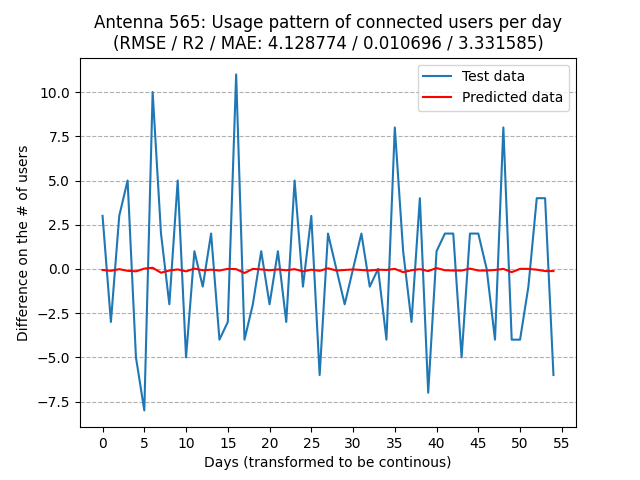 Antenna 565: Usage pattern of connected users per day
(RMSE / R2 / MAE: 4.128774 / 0.010696 / 3.331585)
Test data
Predicted data
Difference on the # of users
10.0
7.5
5.0
2.5
0.0
−2.5
−5.0
−7.5
0 5 10 15 20 25 30 35 40 45 50 55
Days (transformed to be continous)